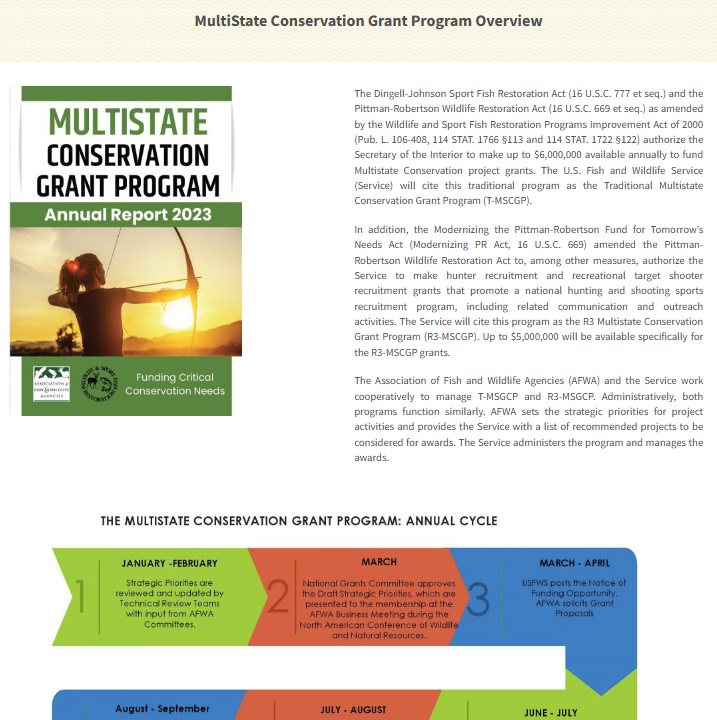 MultiState Conservation Grant Program Overview
MULTISTATE
CONSERVATION
GRANT PROGRAM
Annual Report 2023
ASSOCIATION of
FISH & WILDLIFE
AGENCIES
Funding Critical
Conservation Needs
The Dingell-Johnson Sport Fish Restoration Act (16 U.S.C. 777 et seq.) and the
Pittman-Robertson Wildlife Restoration Act (16 U.S.C. 669 et seq.) as amended
by the Wildlife and Sport Fish Restoration Programs Improvement Act of 2000
(Pub. L. 106-408, 114 STAT. 1766 §113 and 114 STAT. 1722 §122) authorize the
Secretary of the Interior to make up to $6,000,000 available annually to fund
Multistate Conservation project grants. The U.S. Fish and Wildlife Service
(Service) will cite this traditional program as the Traditional Multistate
Conservation Grant Program (T-MSCGP).
In addition, the Modernizing the Pittman-Robertson Fund for Tomorrow's
Needs Act (Modernizing PR Act, 16 U.S.C. 669) amended the Pittman-
Robertson Wildlife Restoration Act to, among other measures, authorize the
Service to make hunter recruitment and recreational target shooter
recruitment grants that promote a national hunting and shooting sports
recruitment program, including related communication and outreach
activities. The Service will cite this program as the R3 Multistate Conservation
Grant Program (R3-MSCGP). Up to $5,000,000 will be available specifically for
the R3-MSCGP grants.
The Association of Fish and Wildlife Agencies (AFWA) and the Service work
cooperatively to manage T-MSGCP and R3-MSCGP. Administratively, both
programs function similarly. AFWA sets the strategic priorities for project
activities and provides the Service with a list of recommended projects to be
considered for awards. The Service administers the program and manages the
awards.
THE MULTISTATE CONSERVATION GRANT PROGRAM: ANNUAL CYCLE
1
JANUARY -FEBRUARY
Strategic Priorities are
reviewed and updated by
Technical Review Teams
with input from AFWA
Committees.
2
MARCH
National Grants Committee approves
the Draft Strategic Priorities, which are
presented to the membership at the
AFWA Business Meeting during the
North American Conference of Wildlife
and Natural Resources.
3
MARCH - APRIL
USFWS posts the Notice of
Funding Opportunity.
AFWA solicits Grant
Proposals
August - September
JULY - AUGUST
JUNE - JULY